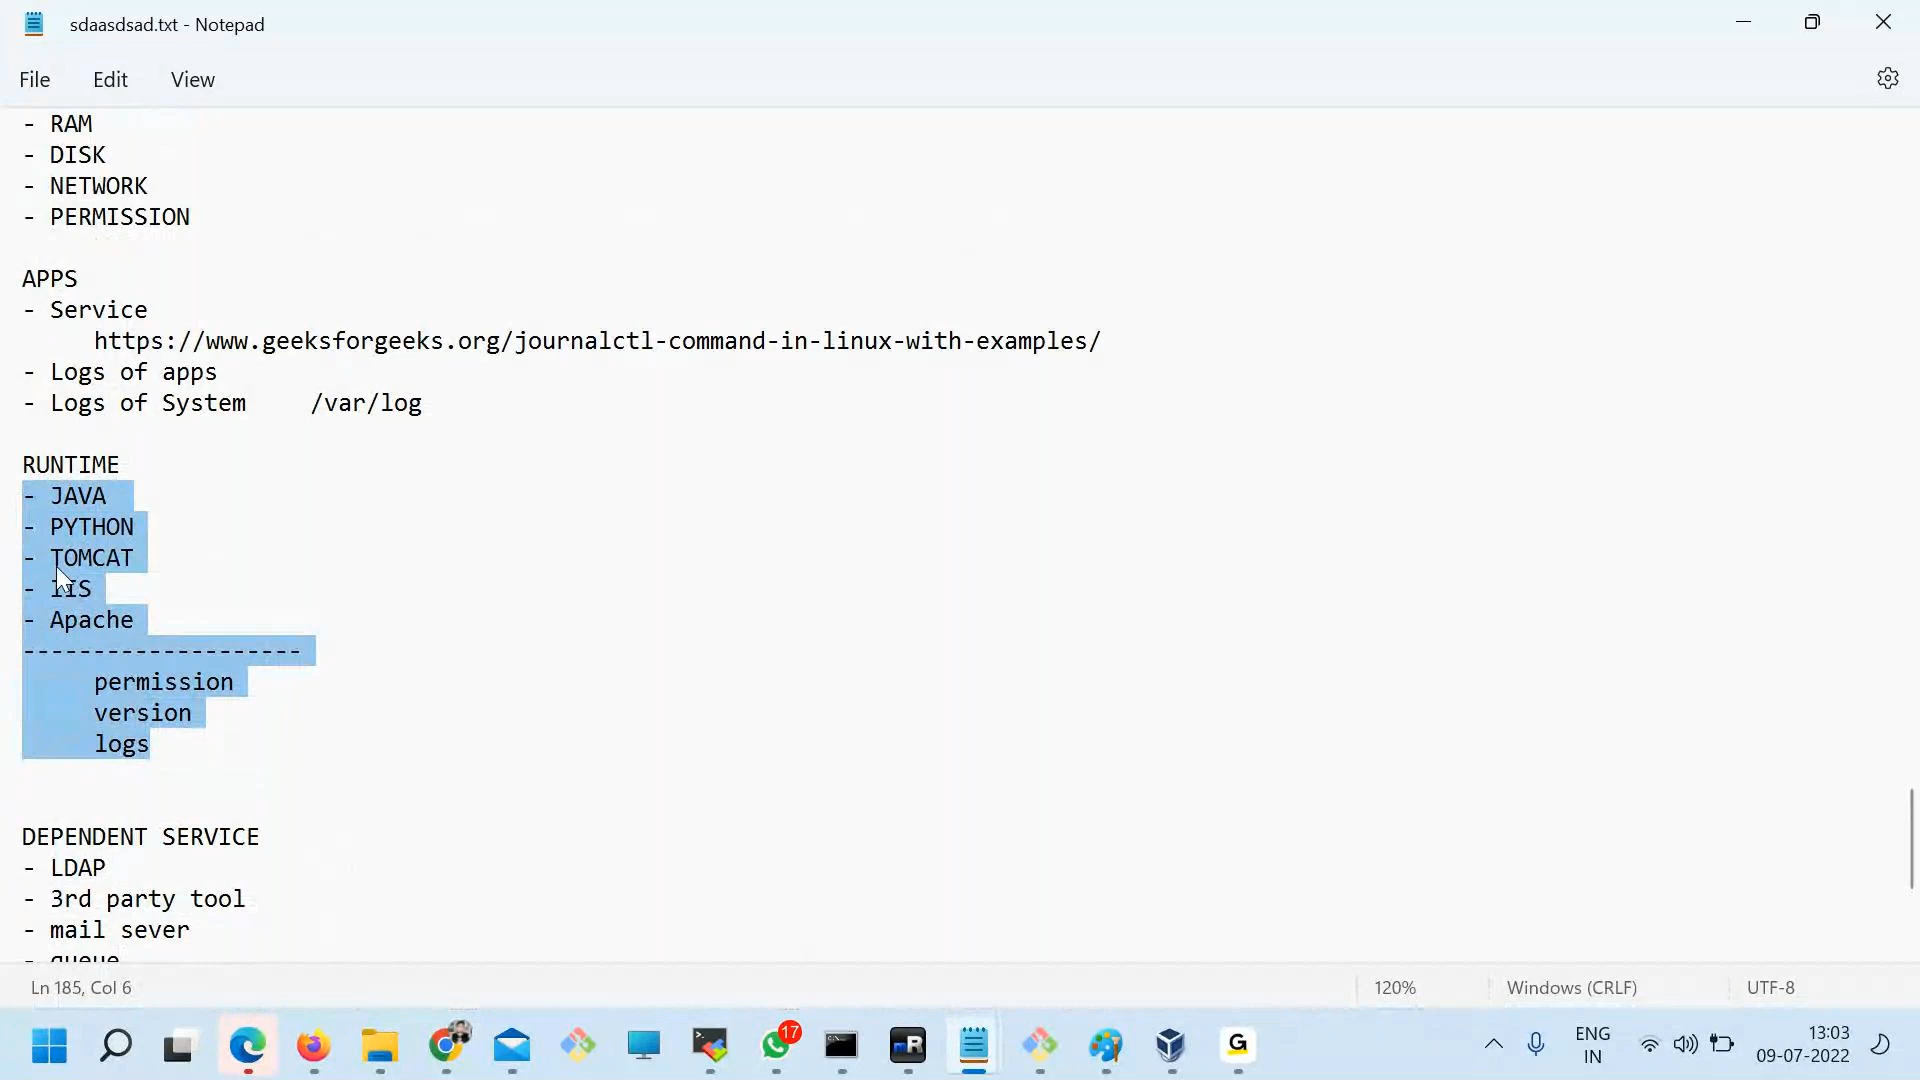 sdaasdsad.txt - Notepad
File Edit View
- RAM
- DISK
- NETWORK
- PERMISSION
APPS
- Service
https://www.geeksforgeeks.org/journalctl-command-in-linux-with-examples/
- Logs of apps
- Logs of System /var/log
RUNTIME
- JAVA
- PYTHON
- TOMCAT
- IIS
- Apache
--------------------
permission
version
logs
DEPENDENT SERVICE
- LDAP
- 3rd party tool
- mail sever
- queue
Ln 185, Col 6 120% Windows (CRLF) UTF-8
17
R
G
ENG
IN
13:03
09-07-2022